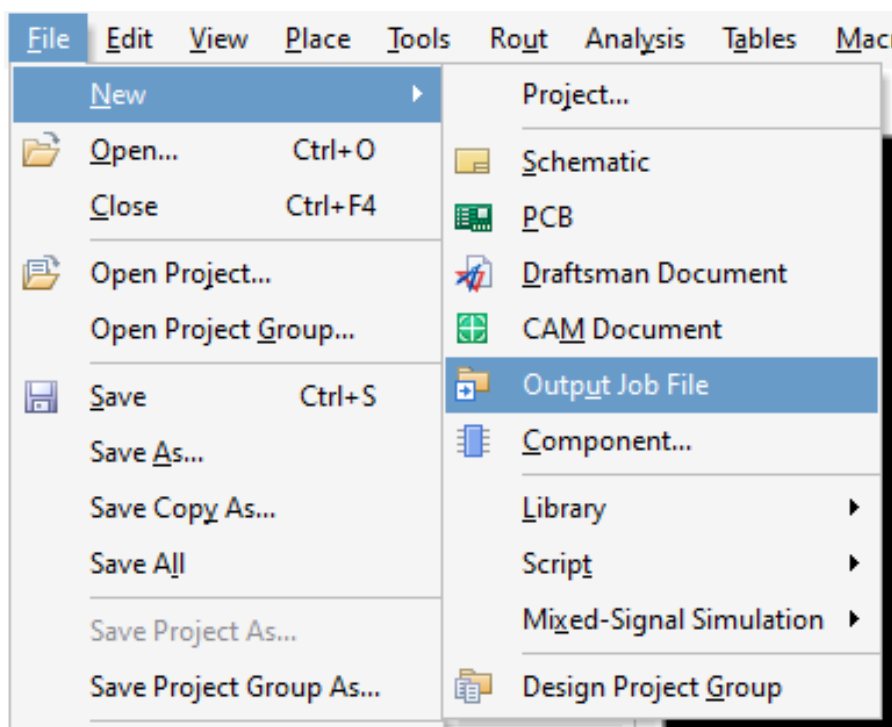 File Edit View Place Tools Rout Analysis Tables
New
Open... Ctrl+O
Close Ctrl+F4
Open Project...
Open Project Group...
Save Ctrl+S
Save As...
Save Copy As...
Save All
Save Project As...
Save Project Group As...
Project...
Schematic
PCB
Draftsman Document
CAM Document
Output Job File
Component...
Library
Script
Mixed-Signal Simulation
Design Project Group